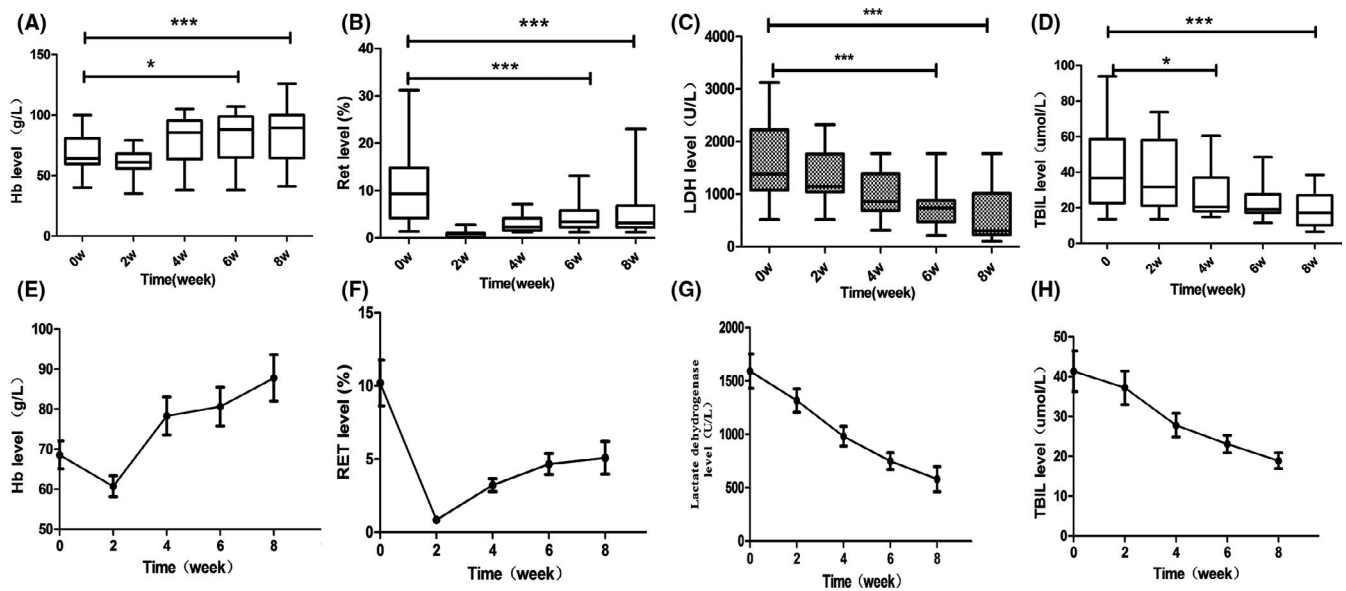 (A)
***
*
Hb level (g/L)
150
100
50
0
0w 2w 4w 6w 8w
Time(week)
(B)
***
***
Ret level (%)
40
30
20
10
0
0w 2w 4w 6w 8w
Time(week)
(C)
***
***
LDH level (U/L)
4000
3000
2000
1000
0
0w 2w 4w 6w 8w
Time(week)
(D)
***
*
TBIL level (umol/L)
100
80
60
40
20
0
0 2w 4w 6w 8w
Time(week)
(E)
Hb level (g/L)
100
90
80
70
60
50
0 2 4 6 8
Time (week)
(F)
RET level (%)
15
10
5
0
0 2 4 6 8
Time (week)
(G)
Lactate dehydrogenase
level (U/L)
2000
1500
1000
500
0
0 2 4 6 8
Time (week)
(H)
TBIL level (umol/L)
50
40
30
20
10
0
0 2 4 6 8
Time (week)